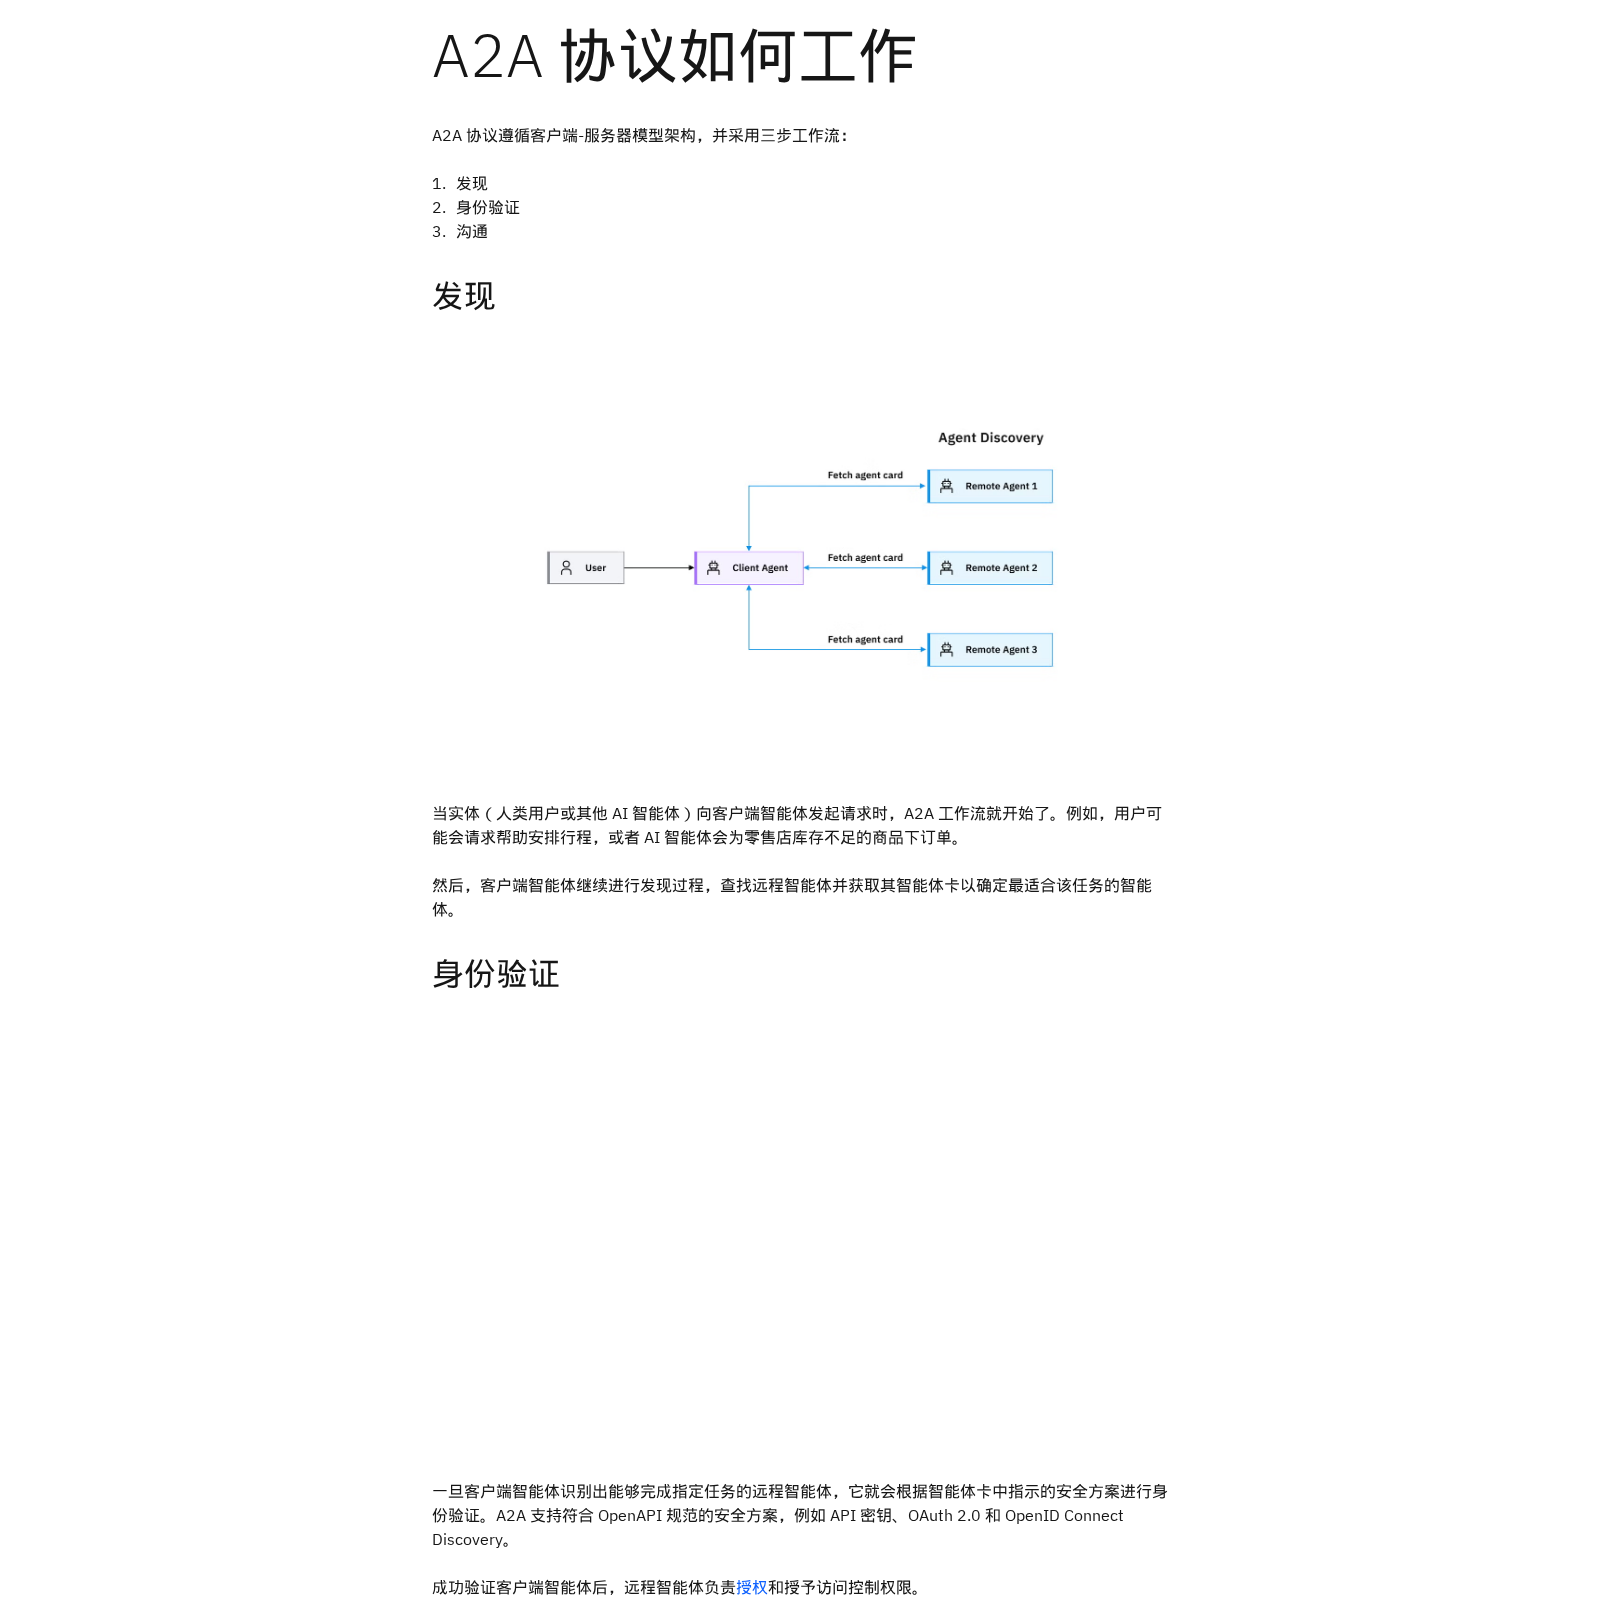 A2A 协议如何工作
A2A 协议遵循客户端-服务器模型架构，并采用三步工作流：
1. 发现
2. 身份验证
3. 沟通
发现
Agent Discovery
Fetch agent card
Remote Agent 1
User
Client Agent
Fetch agent card
Remote Agent 2
Fetch agent card
Remote Agent 3
当实体（人类用户或其他 AI 智能体）向客户端智能体发起请求时，A2A 工作流就开始了。例如，用户可
能会请求帮助安排行程，或者 AI 智能体会为零售店库存不足的商品下订单。
然后，客户端智能体继续进行发现过程，查找远程智能体并获取其智能体卡以确定最适合该任务的智能
体。
身份验证
一旦客户端智能体识别出能够完成指定任务的远程智能体，它就会根据智能体卡中指示的安全方案进行身
份验证。A2A 支持符合 OpenAPI 规范的安全方案，例如 API 密钥、OAuth 2.0 和 OpenID Connect
Discovery。
成功验证客户端智能体后，远程智能体负责授权和授予访问控制权限。